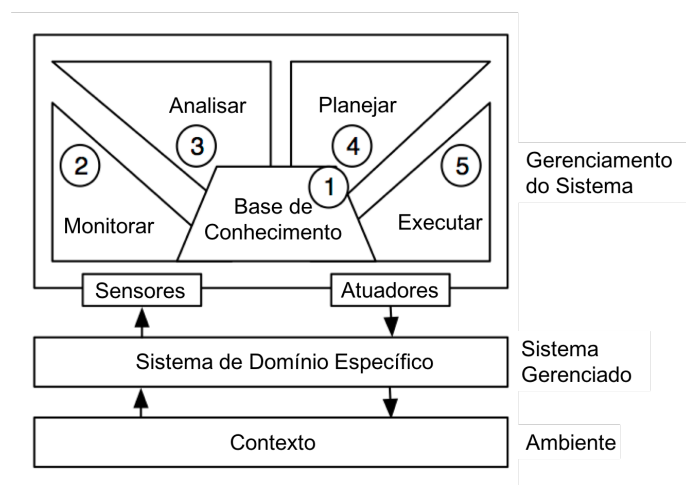 Analisar
Planejar
3
4
2
5
1
Gerenciamento
do Sistema
Base de
Conhecimento
Monitorar
Executar
Sensores
Atuadores
Sistema de Domínio Específico
Sistema
Gerenciado
Contexto
Ambiente